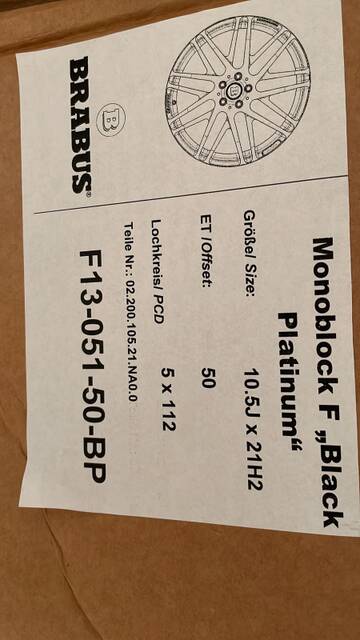 BRABUS®
B
Monoblock F „Black
Platinum“
Größe/ Size: 10.5J x 21H2
ET /Offset: 50
Lochkreis/ PCD 5 x 112
Teile Nr.: 02.200.105.21.NA0.0
F13-051-50-BP